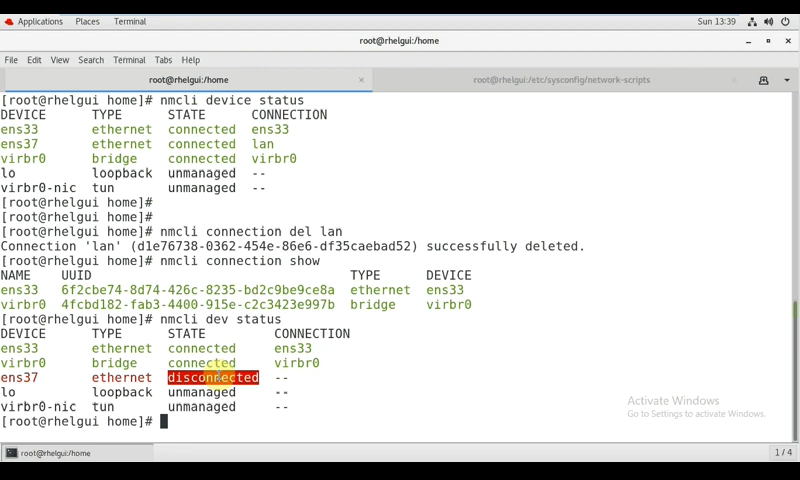 Applications Places Terminal Sun 13:39
root@rhelgui:/home
File Edit View Search Terminal Tabs Help
root@rhelgui:/home × root@rhelgui:/etc/sysconfig/network-scripts ×
[root@rhelgui home]# nmcli device status
DEVICE TYPE STATE CONNECTION
ens33 ethernet connected ens33
ens37 ethernet connected lan
virbr0 bridge connected virbr0
lo loopback unmanaged --
virbr0-nic tun unmanaged --
[root@rhelgui home]#
[root@rhelgui home]#
[root@rhelgui home]# nmcli connection del lan
Connection 'lan' (d1e76738-0362-454e-86e6-df35caebad52) successfully deleted.
[root@rhelgui home]# nmcli connection show
NAME UUID TYPE DEVICE
ens33 6f2cbe74-8d74-426c-8235-bd2c9be9ce8a ethernet ens33
virbr0 4fcbd182-fab3-4400-915e-c2c3423e997b bridge virbr0
[root@rhelgui home]# nmcli dev status
DEVICE TYPE STATE CONNECTION
ens33 ethernet connected ens33
virbr0 bridge connected virbr0
ens37 ethernet disconnected --
lo loopback unmanaged --
virbr0-nic tun unmanaged --
[root@rhelgui home]#
Activate Windows
Go to Settings to activate Windows.
root@rhelgui:/home 1 / 4